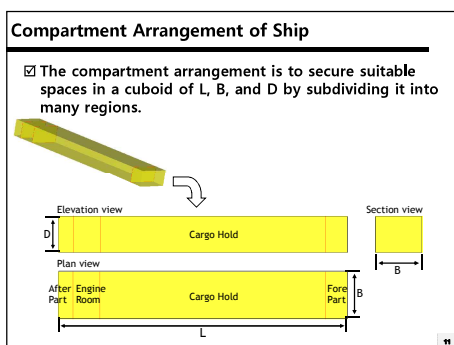 Compartment Arrangement of Ship
☑ The compartment arrangement is to secure suitable
spaces in a cuboid of L, B, and D by subdividing it into
many regions.
Elevation view
Section view
D
Cargo Hold
B
Plan view
After
Part
Engine
Room
Cargo Hold
Fore
Part
B
L
11